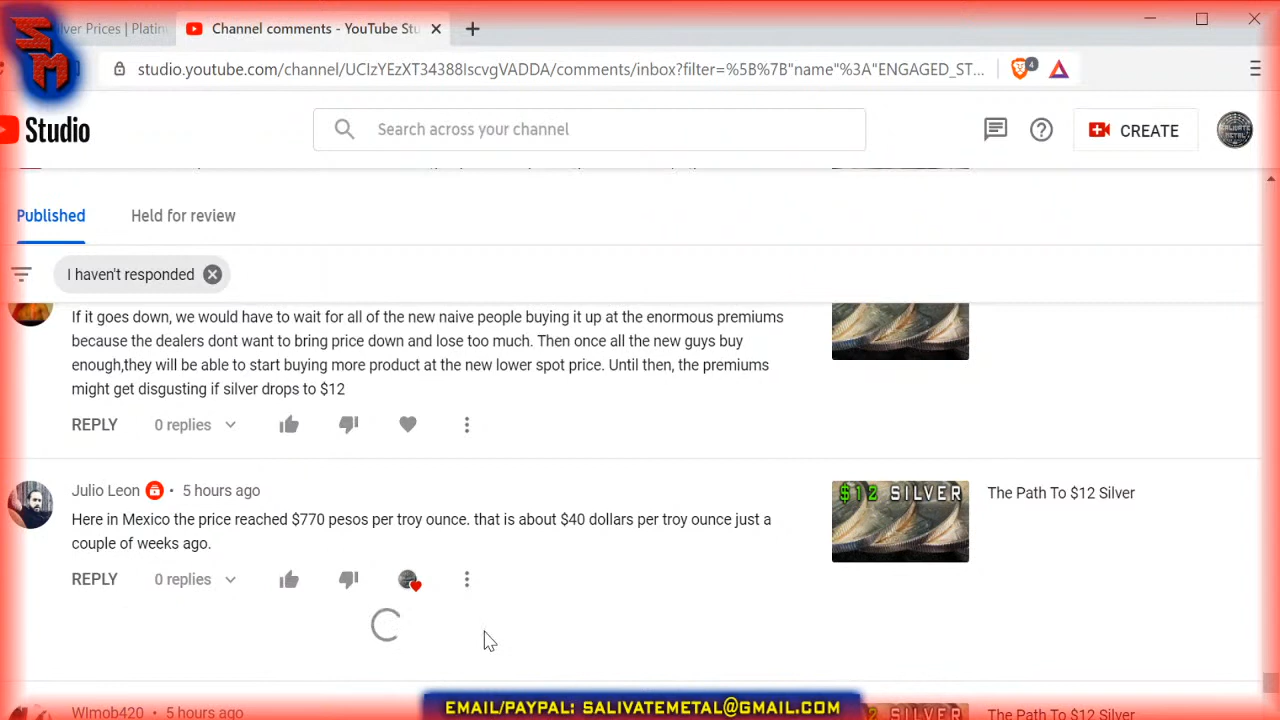 SM
lver Prices | Platin
Channel comments - YouTube Stu
studio.youtube.com/channel/UCIzYEzXT34388IscvgVADDA/comments/inbox?filter=%5B%7B"name"%3A"ENGAGED_ST...
4
Studio
Search across your channel
CREATE
SALIVATE METAL
Published
Held for review
I haven't responded
If it goes down, we would have to wait for all of the new naive people buying it up at the enormous premiums
because the dealers dont want to bring price down and lose too much. Then once all the new guys buy
enough,they will be able to start buying more product at the new lower spot price. Until then, the premiums
might get disgusting if silver drops to $12
REPLY
0 replies
Julio Leon
5 hours ago
$12 SILVER
The Path To $12 Silver
Here in Mexico the price reached $770 pesos per troy ounce. that is about $40 dollars per troy ounce just a
couple of weeks ago.
REPLY
0 replies
WImob420
5 hours ago
$12 SILVER
The Path To $12 Silver
EMAIL/PAYPAL: SALIVATEMETAL@GMAIL.COM